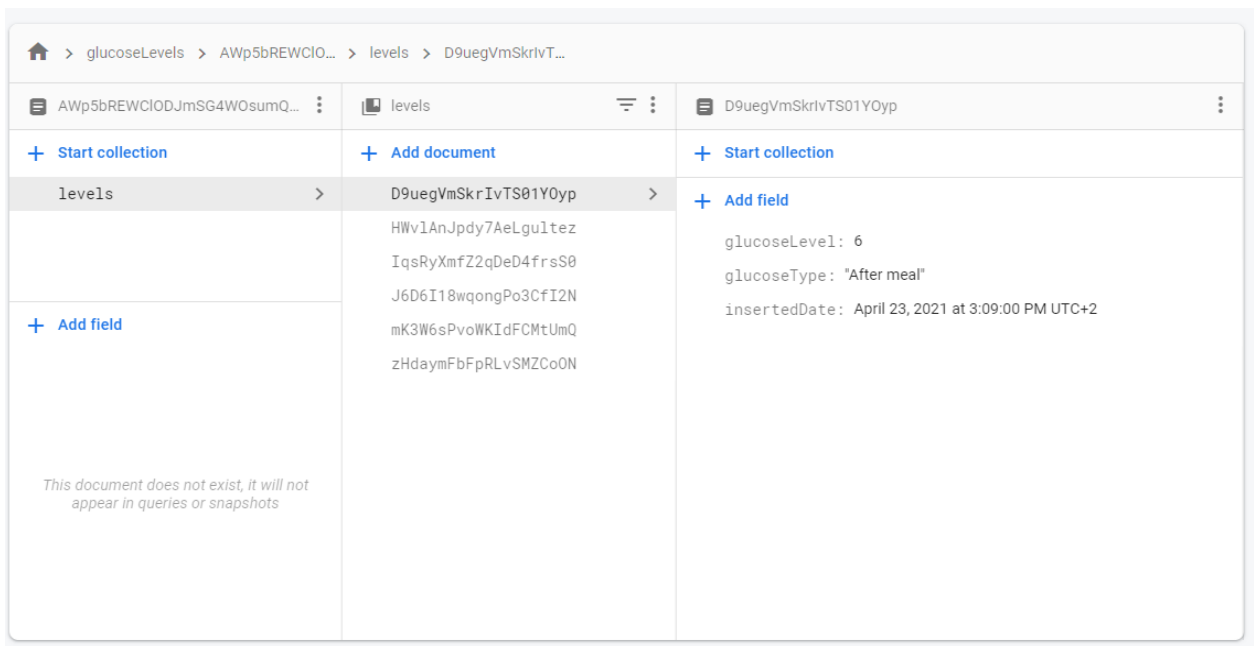 glucoseLevels > AWp5bREWClO... > levels > D9uegVmSkrIvT...
AWp5bREWClODJmSG4WOsumQ...
levels
D9uegVmSkrIvTS01YOyp
+ Start collection
+ Add document
+ Start collection
levels
D9uegVmSkrIvTS01YOyp
HWvlAnJpdy7AeLgultez
IqsRyXmfZ2qDeD4frsS0
J6D6I18wqongPo3CfI2N
mK3W6sPvoWKIdFCMtUmQ
zHdaymFbFpRLvSMZCoON
+ Add field
This document does not exist, it will not
appear in queries or snapshots
+ Add field
glucoseLevel: 6
glucoseType: "After meal"
insertedDate: April 23, 2021 at 3:09:00 PM UTC+2